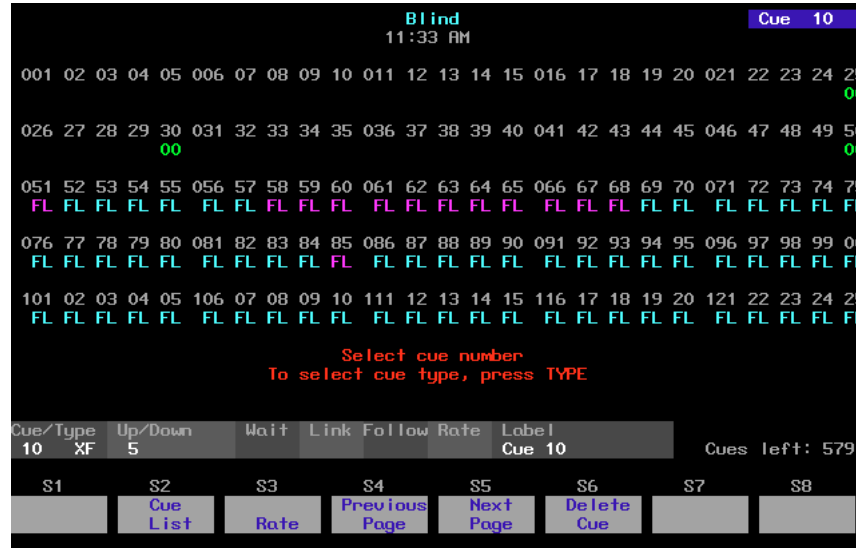 Blind Cue 10
11:33 AM
001 02 03 04 05 006 07 08 09 10 011 12 13 14 15 016 17 18 19 20 021 22 23 24
026 27 28 29 30 031 32 33 34 35 036 37 38 39 40 041 42 43 44 45 046 47 48 49
00
051 52 53 54 55 056 57 58 59 60 061 62 63 64 65 066 67 68 69 70 071 72 73 74
FL FL FL FL FL FL FL FL FL FL FL FL FL FL FL FL FL FL FL FL FL FL FL FL
076 77 78 79 80 081 82 83 84 85 086 87 88 89 90 091 92 93 94 95 096 97 98 99
FL FL FL FL FL FL FL FL FL FL FL FL FL FL FL FL FL FL FL FL FL FL FL FL
101 02 03 04 05 106 07 08 09 10 111 12 13 14 15 116 17 18 19 20 121 22 23 24
FL FL FL FL FL FL FL FL FL FL FL FL FL FL FL FL FL FL FL FL FL FL FL FL
Select cue number
To select cue type, press TYPE
Cue/Type Up/Down Wait Link Follow Rate Label
10 XF 5 Cue 10 Cues left: 579
S1 S2 S3 S4 S5 S6 S7 S8
Cue Previous Next Delete
List Rate Page Page Cue